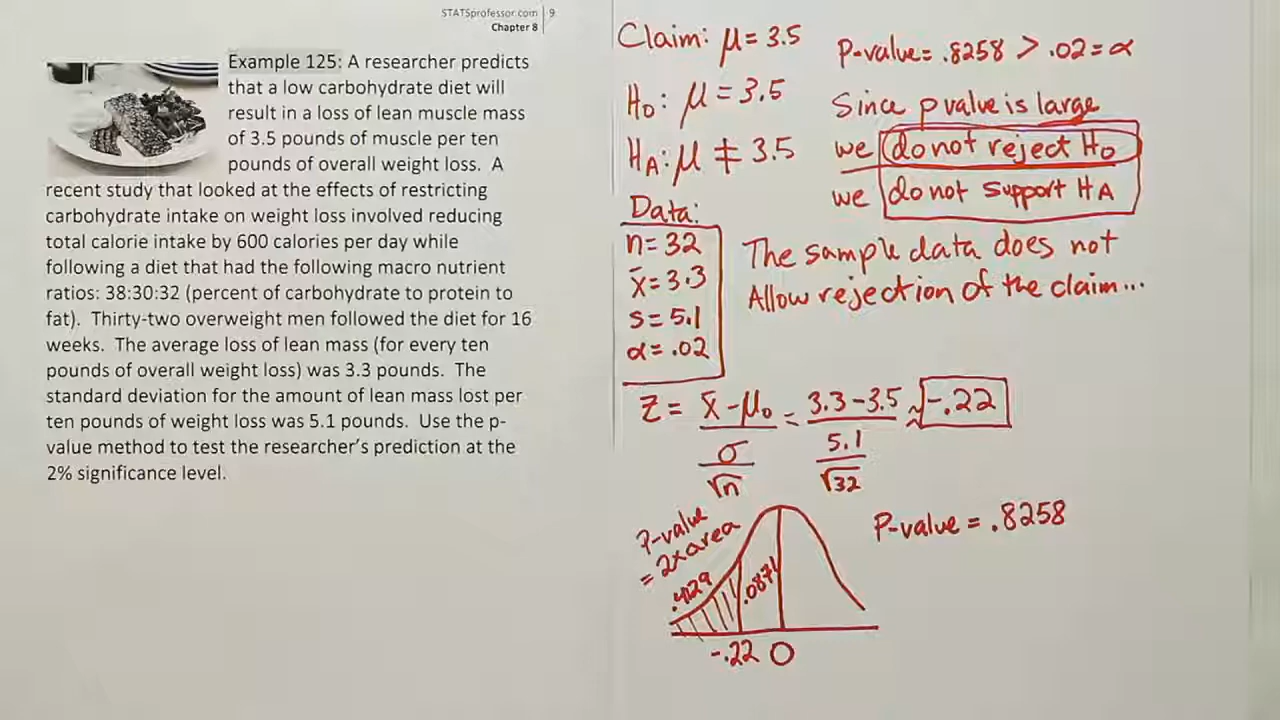 STATSprofessor.com | 9
Chapter 8
Example 125: A researcher predicts
that a low carbohydrate diet will
result in a loss of lean muscle mass
of 3.5 pounds of muscle per ten
pounds of overall weight loss. A
recent study that looked at the effects of restricting
carbohydrate intake on weight loss involved reducing
total calorie intake by 600 calories per day while
following a diet that had the following macro nutrient
ratios: 38:30:32 (percent of carbohydrate to protein to
fat). Thirty-two overweight men followed the diet for 16
weeks. The average loss of lean mass (for every ten
pounds of overall weight loss) was 3.3 pounds. The
standard deviation for the amount of lean mass lost per
ten pounds of weight loss was 5.1 pounds. Use the p-
value method to test the researcher's prediction at the
2% significance level.
Claim: μ = 3.5
H₀: μ = 3.5
H_A: μ ≠ 3.5
Data:
n = 32
x̄ = 3.3
s = 5.1
α = .02
P-value = .8258 > .02 = α
Since p value is large
we do not reject H₀
we do not support H_A
The sample data does not
Allow rejection of the claim...
Z = x̄ - μ₀ / (σ / √n) = 3.3 - 3.5 / (5.1 / √32) ≈ -.22
P-value
= 2 x area
.4129
.0871
-.22 0
P-value = .8258